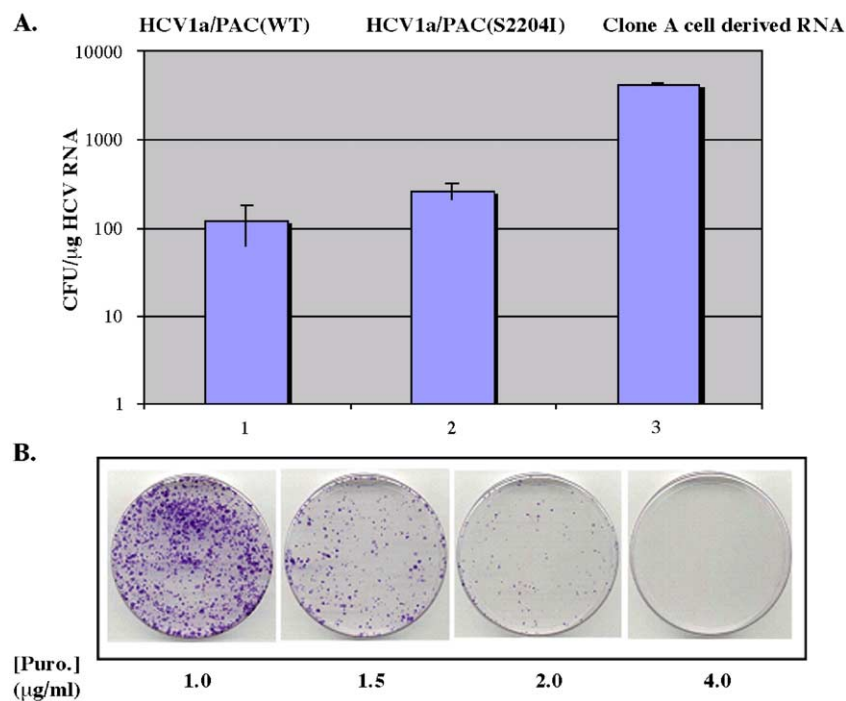 A.
HCV1a/PAC(WT) HCV1a/PAC(S2204I) Clone A cell derived RNA
CFU/μg HCV RNA
10000
1000
100
10
1
1 2 3
B.
[Puro.]
(μg/ml)
1.0 1.5 2.0 4.0